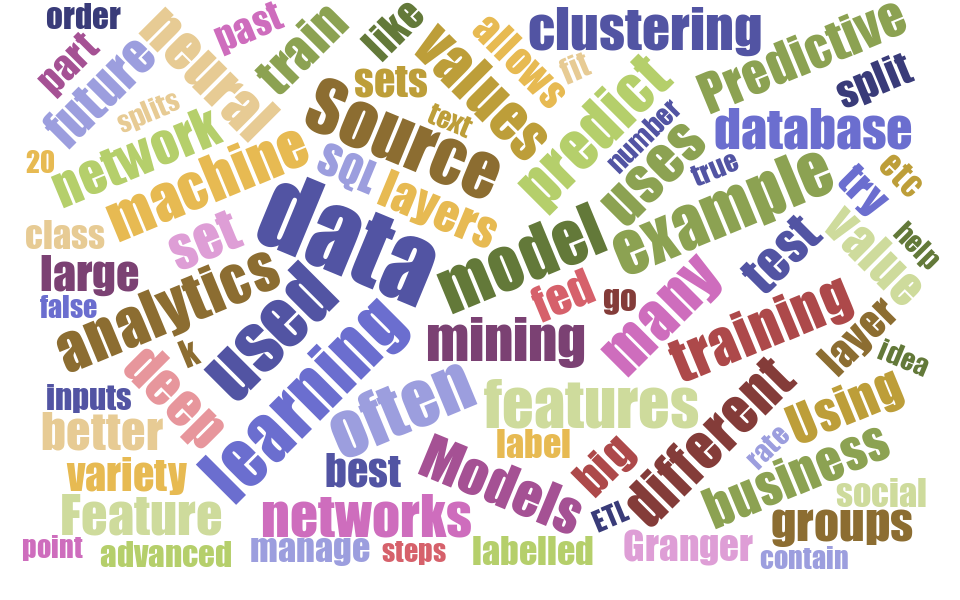 order
past
part
future
neural
train
like
values
allows
fit
clustering
Predictive
split
splits
sets
text
Source
predict
number
database
20
network
machine
SQL
layers
uses
true
example
try
etc
class
set
data
model
test
value
help
large
false
analytics
used
fed
go
many
training
layer
idea
k
deep
learning
mining
inputs
better
often
features
label
different
Using
rate
variety
best
Models
big
business
social
Feature
networks
ETL
groups
point
advanced
manage
steps
labelled
Granger
contain